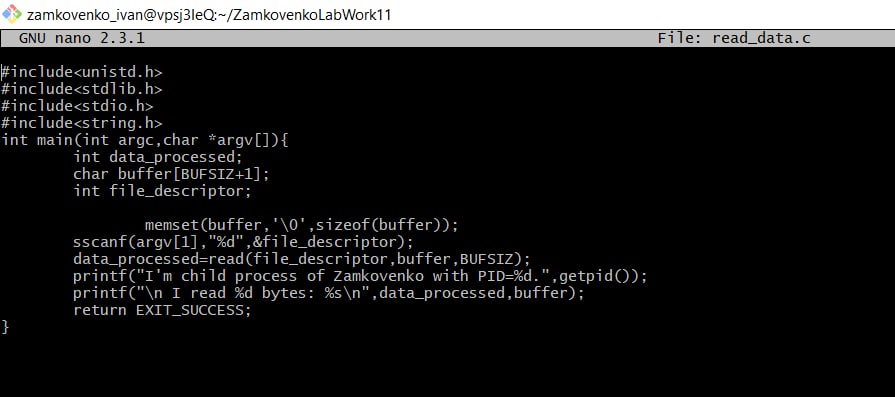 zamkovenko_ivan@vpsj3IeQ:~/ZamkovenkoLabWork11
GNU nano 2.3.1 File: read_data.c
#include<unistd.h>
#include<stdlib.h>
#include<stdio.h>
#include<string.h>
int main(int argc,char *argv[]){
        int data_processed;
        char buffer[BUFSIZ+1];
        int file_descriptor;
                memset(buffer,'\0',sizeof(buffer));
        sscanf(argv[1],"%d",&file_descriptor);
        data_processed=read(file_descriptor,buffer,BUFSIZ);
        printf("I'm child process of Zamkovenko with PID=%d.",getpid());
        printf("\n I read %d bytes: %s\n",data_processed,buffer);
        return EXIT_SUCCESS;
}